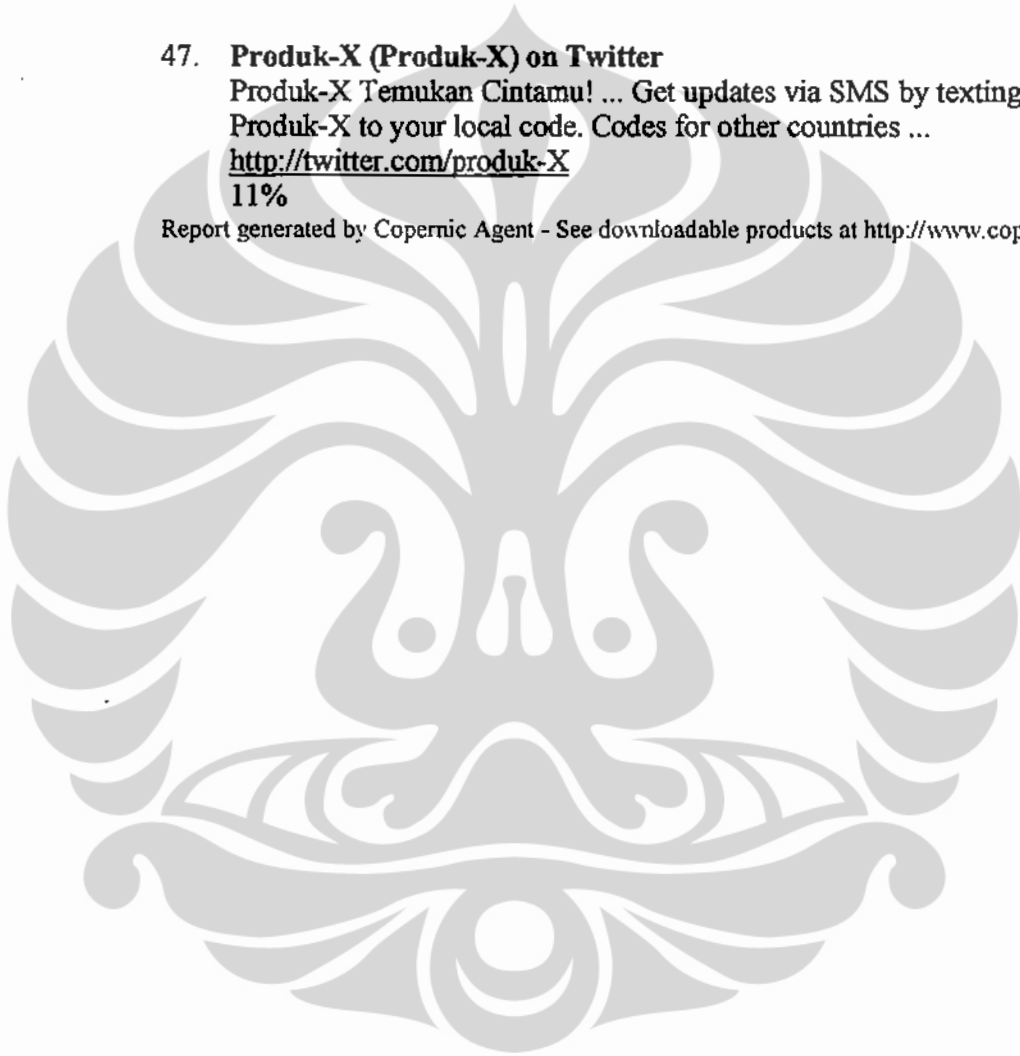 47. Produk-X (Produk-X) on Twitter
Produk-X Temukan Cintamu! ... Get updates via SMS by texting
Produk-X to your local code. Codes for other countries ...
http://twitter.com/produk-X
11%
Report generated by Copernic Agent - See downloadable products at http://www.cop